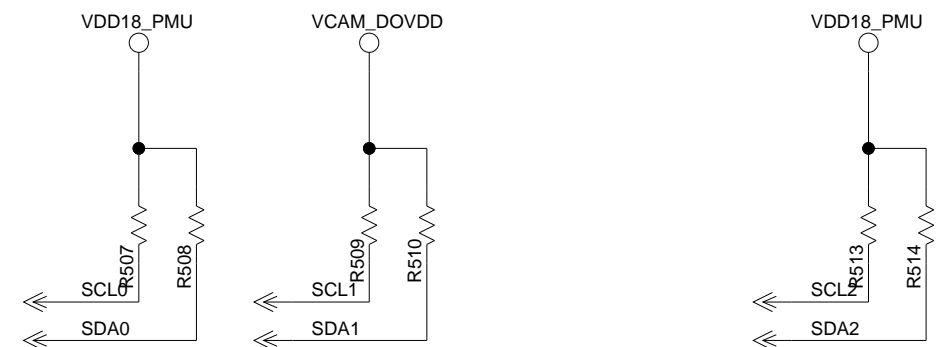 VDD18_PMU
VCAM_DOVDD
VDD18_PMU
R507
R508
R509
R510
R513
R514
SCL0
SCL1
SCL2
SDA0
SDA1
SDA2